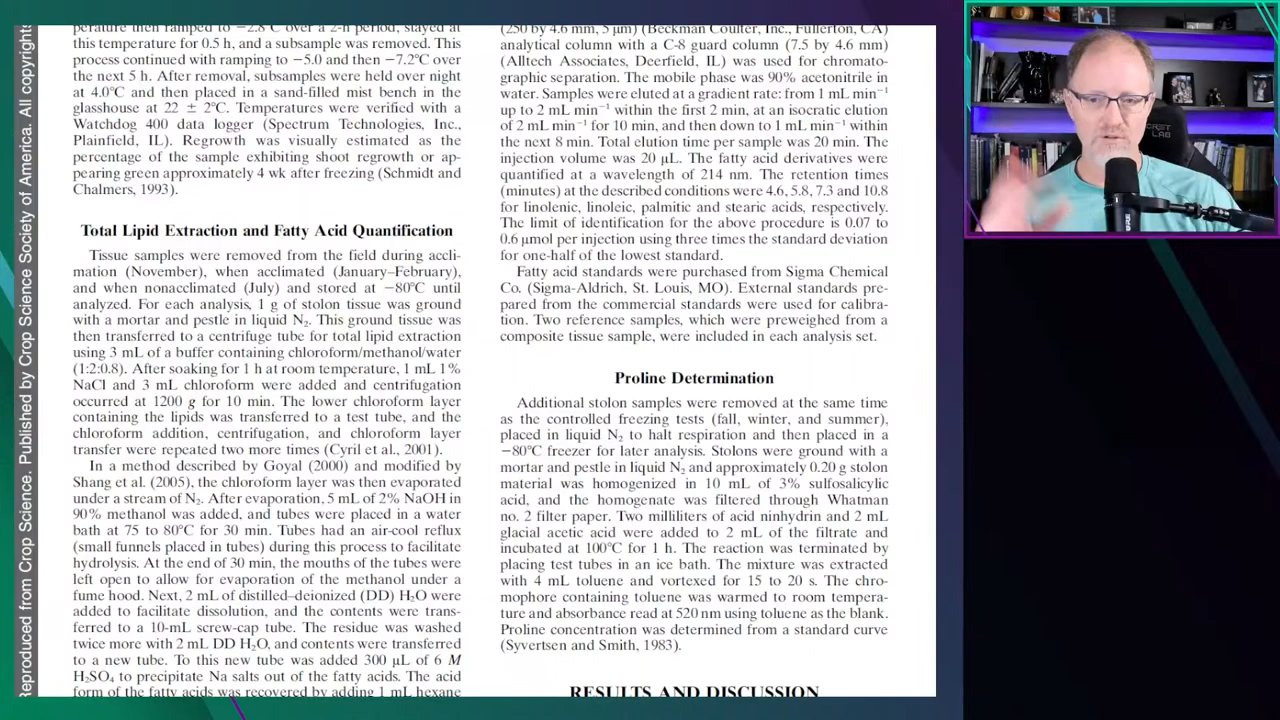 Reproduced from Crop Science. Published by Crop Science Society of America. All copyrights
perature then ramped to −2.8°C over a 2-h period, stayed at
this temperature for 0.5 h, and a subsample was removed. This
process continued with ramping to −5.0 and then −7.2°C over
the next 5 h. After removal, subsamples were held over night
at 4.0°C and then placed in a sand-filled mist bench in the
glasshouse at 22 ± 2°C. Temperatures were verified with a
Watchdog 400 data logger (Spectrum Technologies, Inc.,
Plainfield, IL). Regrowth was visually estimated as the
percentage of the sample exhibiting shoot regrowth or ap-
pearing green approximately 4 wk after freezing (Schmidt and
Chalmers, 1993).
Total Lipid Extraction and Fatty Acid Quantification
Tissue samples were removed from the field during accli-
mation (November), when acclimated (January–February),
and when nonacclimated (July) and stored at −80°C until
analyzed. For each analysis, 1 g of stolon tissue was ground
with a mortar and pestle in liquid N₂. This ground tissue was
then transferred to a centrifuge tube for total lipid extraction
using 3 mL of a buffer containing chloroform/methanol/water
(1:2:0.8). After soaking for 1 h at room temperature, 1 mL 1%
NaCl and 3 mL chloroform were added and centrifugation
occurred at 1200 g for 10 min. The lower chloroform layer
containing the lipids was transferred to a test tube, and the
chloroform addition, centrifugation, and chloroform layer
transfer were repeated two more times (Cyril et al., 2001).
In a method described by Goyal (2000) and modified by
Shang et al. (2005), the chloroform layer was then evaporated
under a stream of N₂. After evaporation, 5 mL of 2% NaOH in
90% methanol was added, and tubes were placed in a water
bath at 75 to 80°C for 30 min. Tubes had an air-cool reflux
(small funnels placed in tubes) during this process to facilitate
hydrolysis. At the end of 30 min, the mouths of the tubes were
left open to allow for evaporation of the methanol under a
fume hood. Next, 2 mL of distilled–deionized (DD) H₂O were
added to facilitate dissolution, and the contents were trans-
ferred to a 10-mL screw-cap tube. The residue was washed
twice more with 2 mL DD H₂O, and contents were transferred
to a new tube. To this new tube was added 300 μL of 6 M
H₂SO₄ to precipitate Na salts out of the fatty acids. The acid
form of the fatty acids was recovered by adding 1 mL hexane
(250 by 4.6 mm, 5 μm) (Beckman Coulter, Inc., Fullerton, CA)
analytical column with a C-8 guard column (7.5 by 4.6 mm)
(Alltech Associates, Deerfield, IL) was used for chromato-
graphic separation. The mobile phase was 90% acetonitrile in
water. Samples were eluted at a gradient rate: from 1 mL min⁻¹
up to 2 mL min⁻¹ within the first 2 min, at an isocratic elution
of 2 mL min⁻¹ for 10 min, and then down to 1 mL min⁻¹ within
the next 8 min. Total elution time per sample was 20 min. The
injection volume was 20 μL. The fatty acid derivatives were
quantified at a wavelength of 214 nm. The retention times
(minutes) at the described conditions were 4.6, 5.8, 7.3 and 10.8
for linolenic, linoleic, palmitic and stearic acids, respectively.
The limit of identification for the above procedure is 0.07 to
0.6 μmol per injection using three times the standard deviation
for one-half of the lowest standard.
Fatty acid standards were purchased from Sigma Chemical
Co. (Sigma-Aldrich, St. Louis, MO). External standards pre-
pared from the commercial standards were used for calibra-
tion. Two reference samples, which were preweighed from a
composite tissue sample, were included in each analysis set.
Proline Determination
Additional stolon samples were removed at the same time
as the controlled freezing tests (fall, winter, and summer),
placed in liquid N₂ to halt respiration and then placed in a
−80°C freezer for later analysis. Stolons were ground with a
mortar and pestle in liquid N₂ and approximately 0.20 g stolon
material was homogenized in 10 mL of 3% sulfosalicylic
acid, and the homogenate was filtered through Whatman
no. 2 filter paper. Two milliliters of acid ninhydrin and 2 mL
glacial acetic acid were added to 2 mL of the filtrate and
incubated at 100°C for 1 h. The reaction was terminated by
placing test tubes in an ice bath. The mixture was extracted
with 4 mL toluene and vortexed for 15 to 20 s. The chro-
mophore containing toluene was warmed to room tempera-
ture and absorbance read at 520 nm using toluene as the blank.
Proline concentration was determined from a standard curve
(Syvertsen and Smith, 1983).
RESULTS AND DISCUSSION